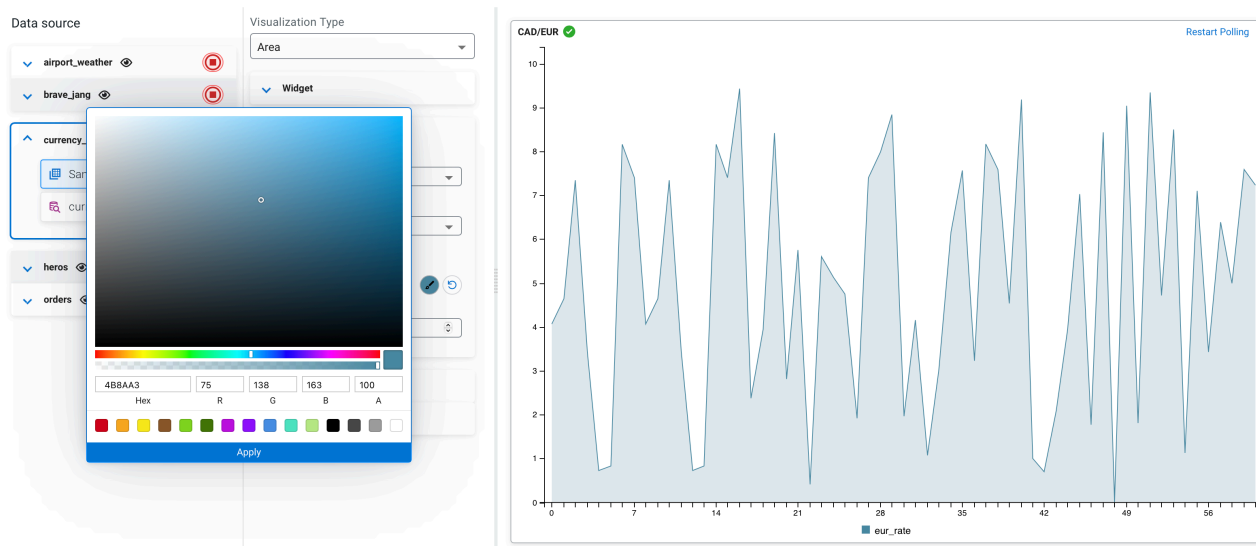 Data source
airport_weather
brave_jang
currency_
San
cur
heros
orders
Visualization Type
Area
Widget
4B8AA3
75
138
163
100
Hex
R
G
B
A
Apply
CAD/EUR
Restart Polling
10
9
8
7
6
5
4
3
2
1
0
0
7
14
21
28
35
42
49
56
eur_rate